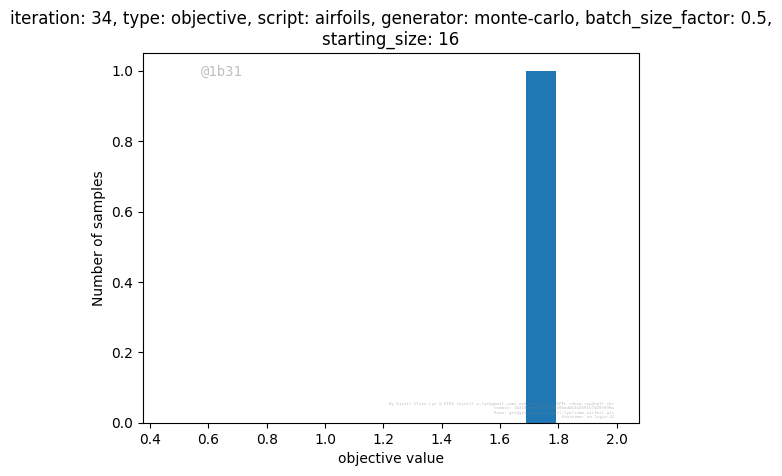 iteration: 34, type: objective, script: airfoils, generator: monte-carlo, batch_size_factor: 0.5,
starting_size: 16
@1b31
1.0
0.8
0.6
0.4
0.2
0.0
Number of samples
0.4 0.6 0.8 1.0 1.2 1.4 1.6 1.8 2.0
objective value